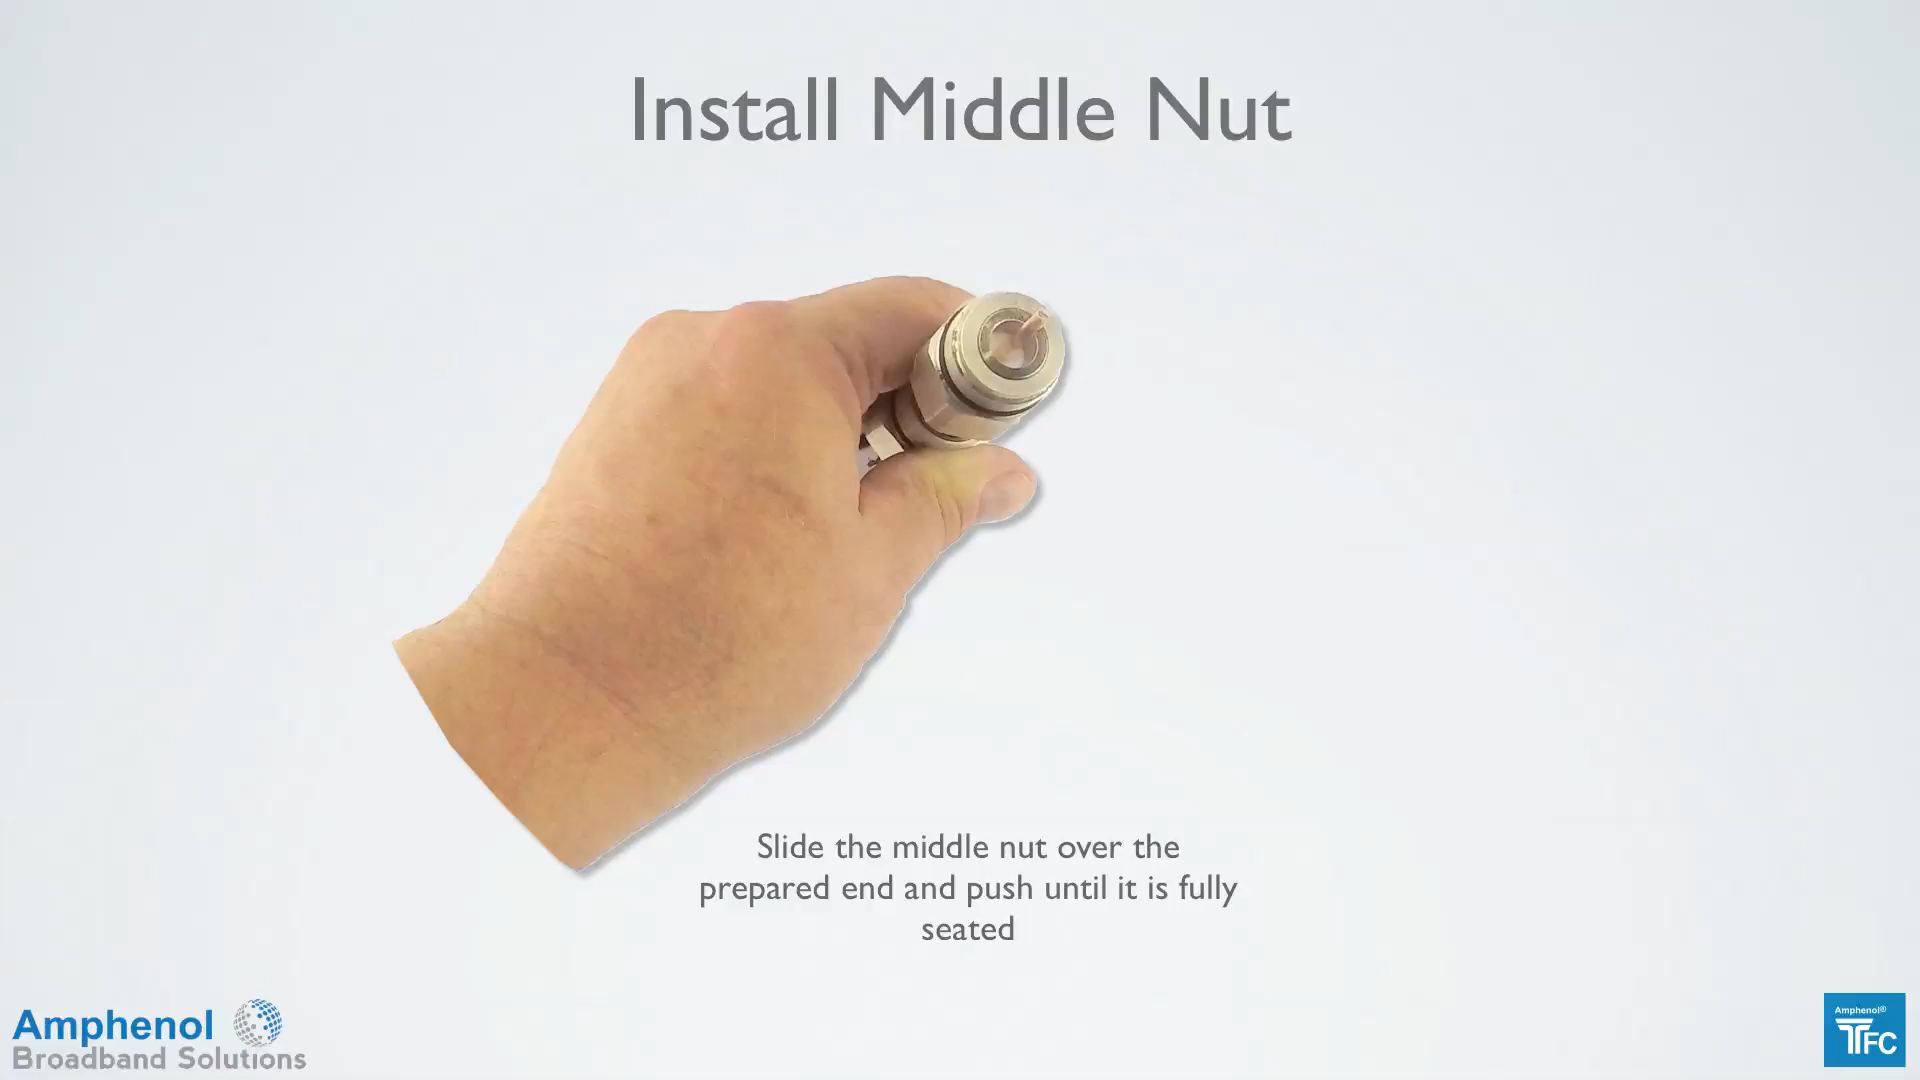 Install Middle Nut
Slide the middle nut over the
prepared end and push until it is fully
seated
Amphenol
Broadband Solutions
Amphenol®
TFC